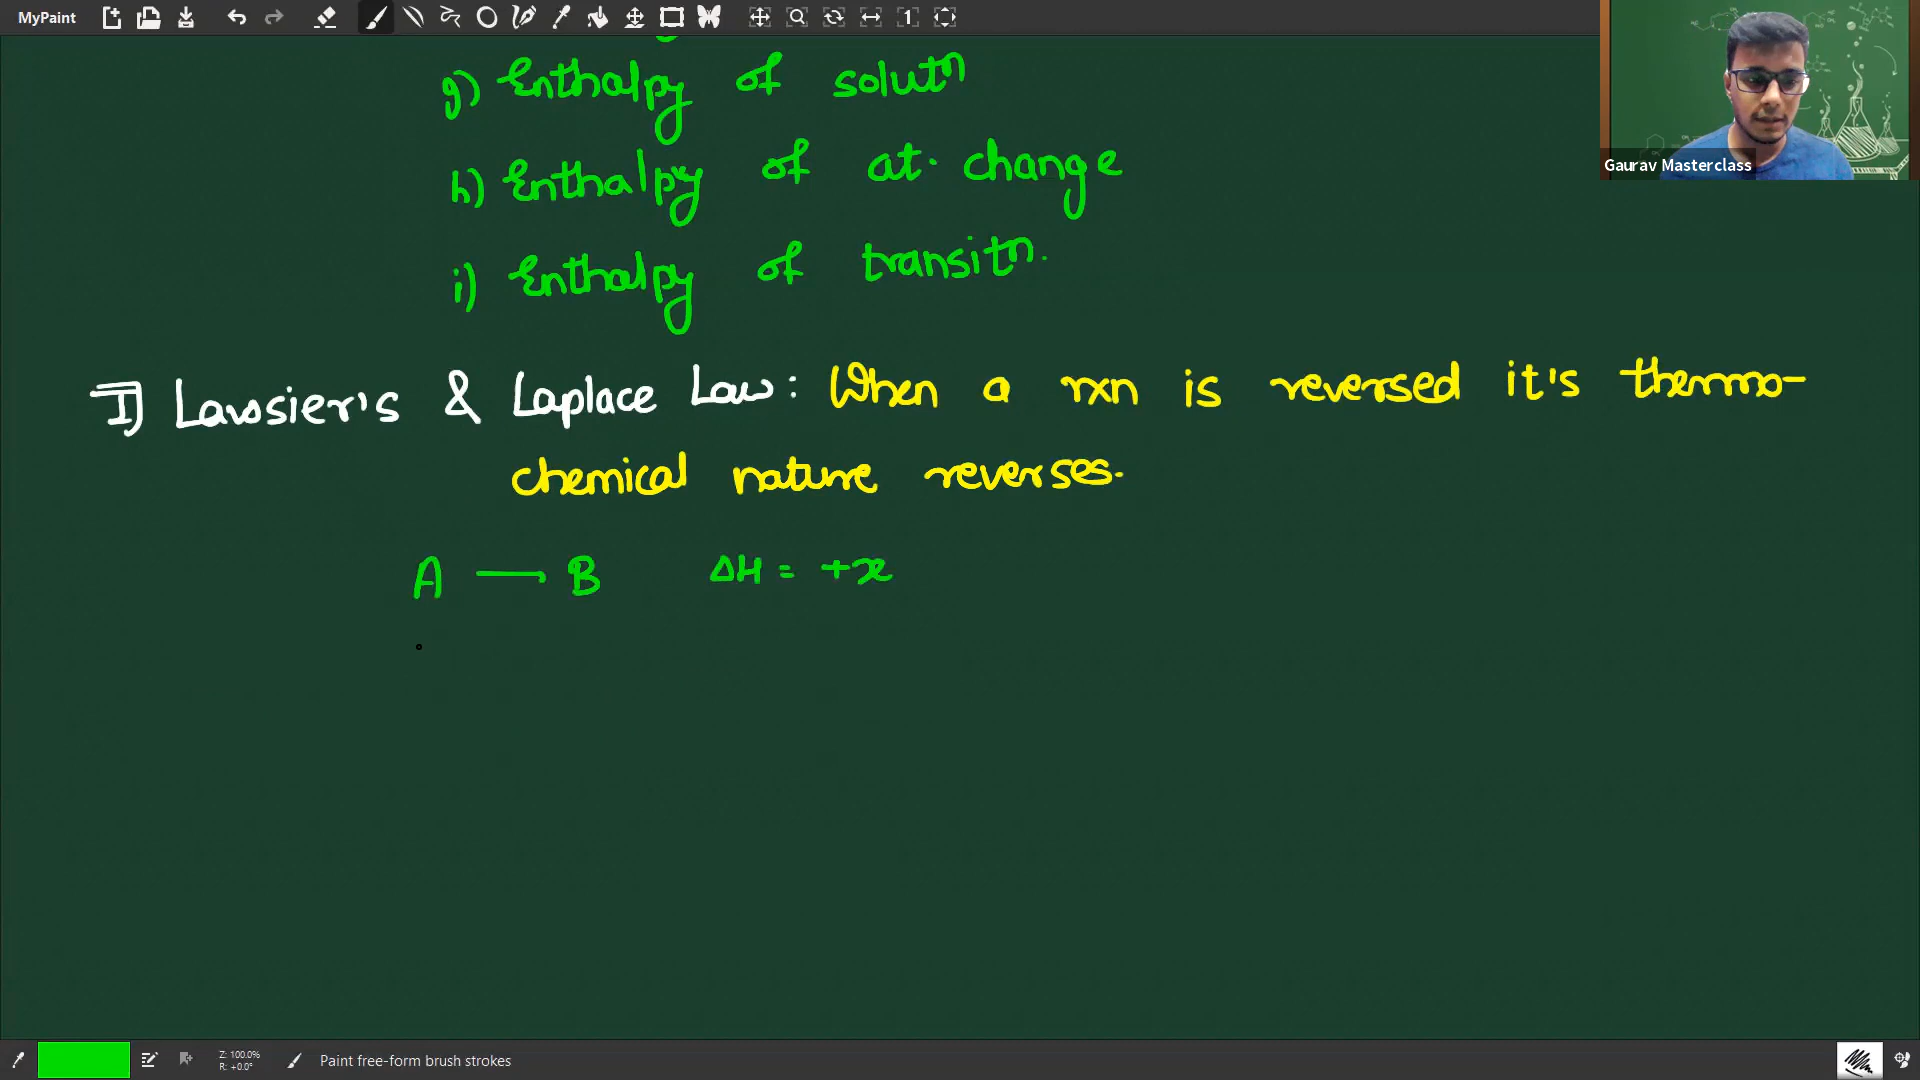 MyPaint
g) Enthalpy of solutn
h) Enthalpy of at. change
Gaurav Masterclass
i) Enthalpy of transitn.
I) Lavosier's & Laplace Law: When a rxn is reversed it's thermo-
chemical nature reverses.
A → B ΔH = +x
Z: 100.0%
R: +0.0°
Paint free-form brush strokes